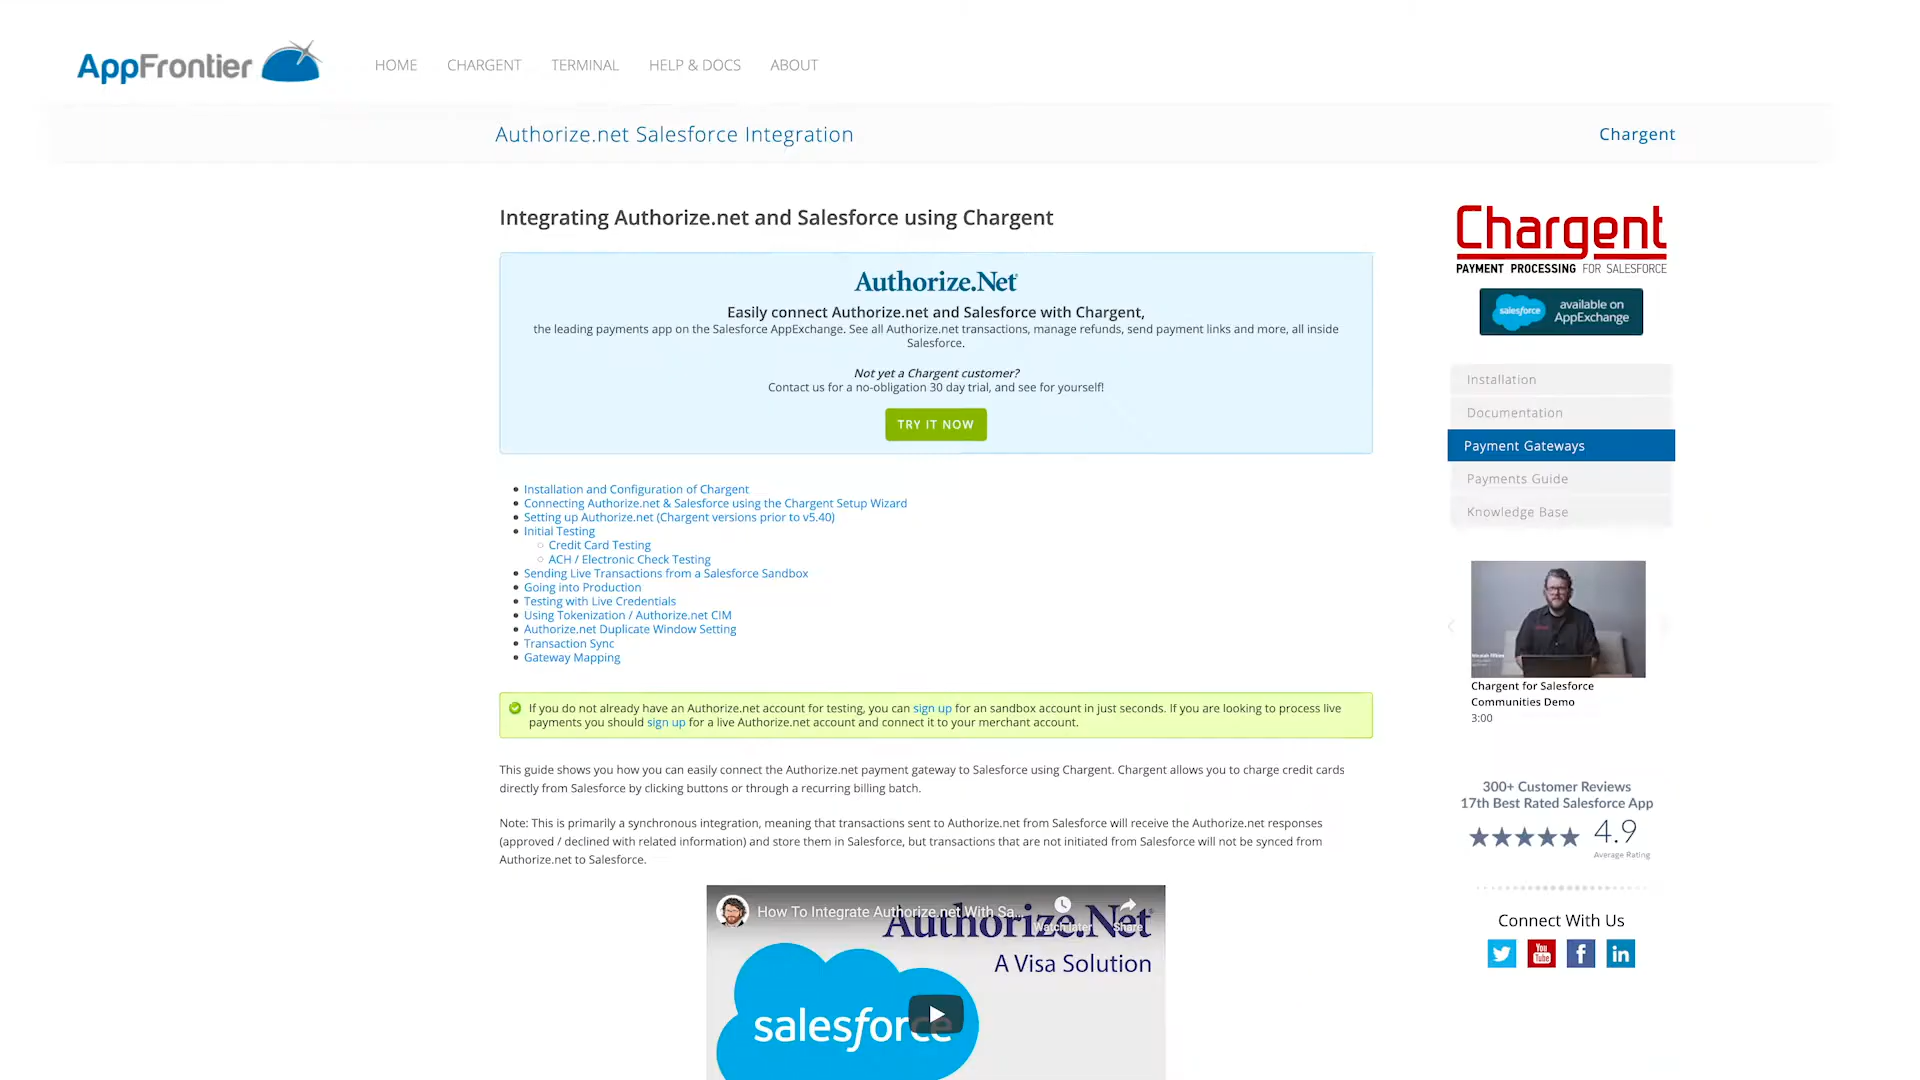 AppFrontier
HOME
CHARGENT
TERMINAL
HELP & DOCS
ABOUT
Authorize.net Salesforce Integration
Chargent
Integrating Authorize.net and Salesforce using Chargent
Authorize.Net
Easily connect Authorize.net and Salesforce with Chargent,
the leading payments app on the Salesforce AppExchange. See all Authorize.net transactions, manage refunds, send payment links and more, all inside
Salesforce.
Not yet a Chargent customer?
Contact us for a no-obligation 30 day trial, and see for yourself!
TRY IT NOW
Installation and Configuration of Chargent
Connecting Authorize.net & Salesforce using the Chargent Setup Wizard
Setting up Authorize.net (Chargent versions prior to v5.40)
Initial Testing
Credit Card Testing
ACH / Electronic Check Testing
Sending Live Transactions from a Salesforce Sandbox
Going into Production
Testing with Live Credentials
Using Tokenization / Authorize.net CIM
Authorize.net Duplicate Window Setting
Transaction Sync
Gateway Mapping
If you do not already have an Authorize.net account for testing, you can sign up for an sandbox account in just seconds. If you are looking to process live
payments you should sign up for a live Authorize.net account and connect it to your merchant account.
This guide shows you how you can easily connect the Authorize.net payment gateway to Salesforce using Chargent. Chargent allows you to charge credit cards
directly from Salesforce by clicking buttons or through a recurring billing batch.
Note: This is primarily a synchronous integration, meaning that transactions sent to Authorize.net from Salesforce will receive the Authorize.net responses
(approved / declined with related information) and store them in Salesforce, but transactions that are not initiated from Salesforce will not be synced from
Authorize.net to Salesforce.
How To Integrate Authorize.net With Sa...
Watch later
Share
Authorize.Net
A Visa Solution
salesforce
Chargent
PAYMENT PROCESSING FOR SALESFORCE
salesforce
available on
AppExchange
Installation
Documentation
Payment Gateways
Payments Guide
Knowledge Base
Chargent for Salesforce
Communities Demo
3:00
300+ Customer Reviews
17th Best Rated Salesforce App
4.9
Average Rating
Connect With Us
You
Tube
f
in